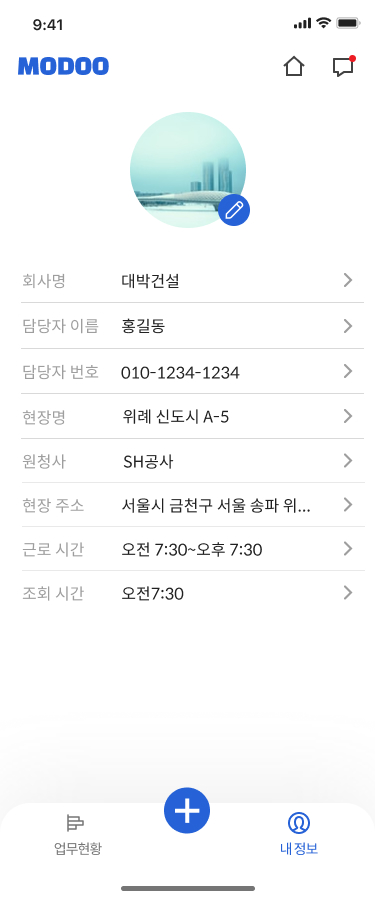 9:41
MODOO
회사명 대박건설
담당자 이름 홍길동
담당자 번호 010-1234-1234
현장명 위례 신도시 A-5
원청사 SH공사
현장 주소 서울시 금천구 서울 송파 위...
근로 시간 오전 7:30~오후 7:30
조회 시간 오전7:30
업무현황 내 정보